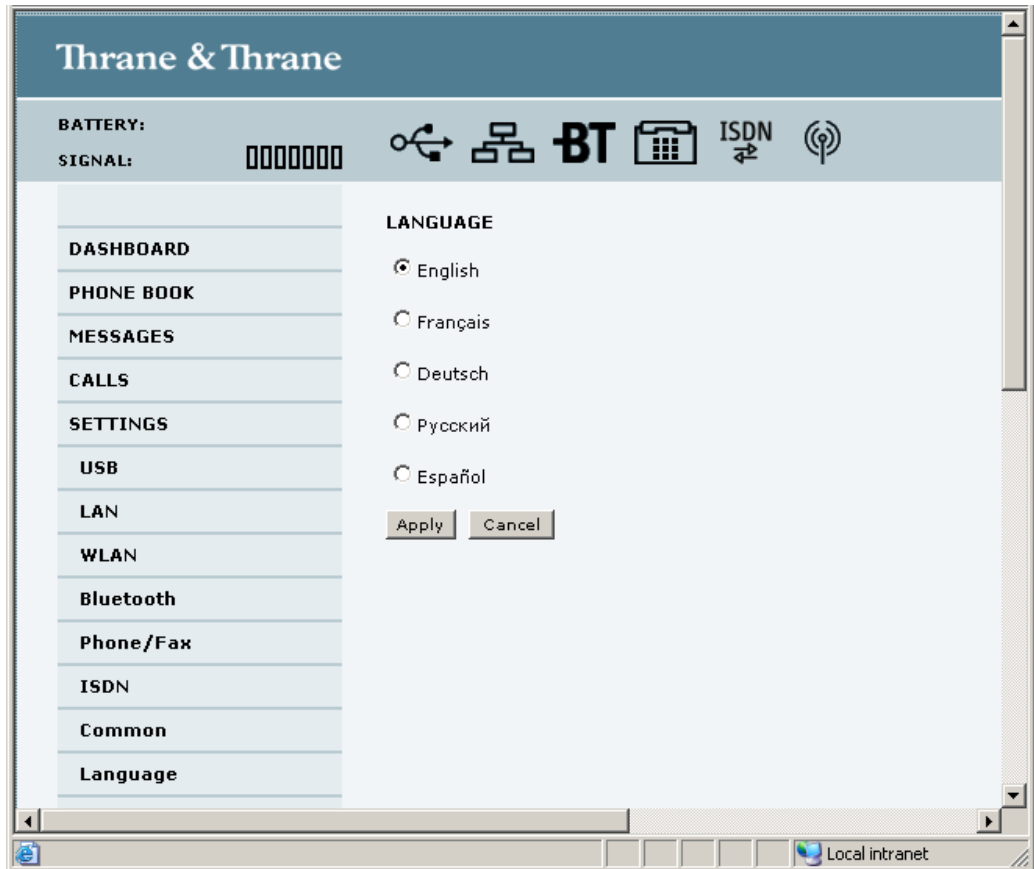 Thrane & Thrane
BATTERY:
SIGNAL:
BT
ISDN
DASHBOARD
PHONE BOOK
MESSAGES
CALLS
SETTINGS
USB
LAN
WLAN
Bluetooth
Phone/Fax
ISDN
Common
Language
LANGUAGE
English
Français
Deutsch
Русский
Español
Apply Cancel
Local intranet